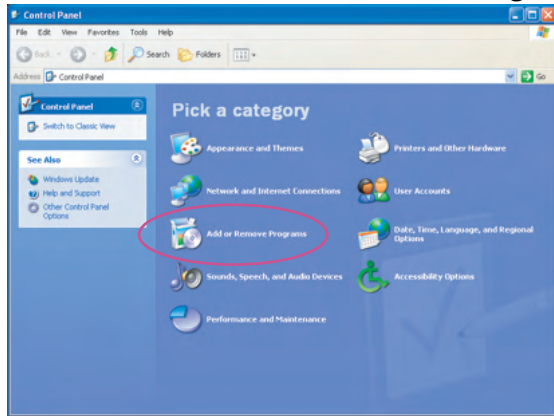 Control Panel
File Edit View Favorites Tools Help
Back Search Folders
Address Control Panel Go
Control Panel
Switch to Classic View
See Also
Windows Update
Help and Support
Other Control Panel
Options
Pick a category
Appearance and Themes
Printers and Other Hardware
Network and Internet Connections
User Accounts
Add or Remove Programs
Date, Time, Language, and Regional
Options
Sounds, Speech, and Audio Devices
Accessibility Options
Performance and Maintenance